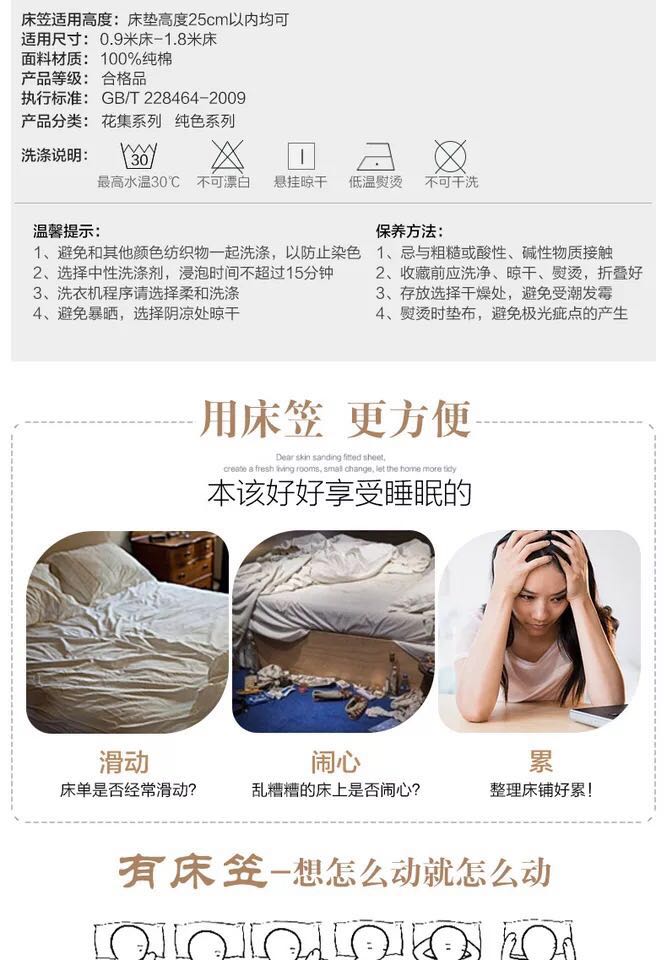 床笠适用高度：床垫高度25cm以内均可
适用尺寸：0.9米床-1.8米床
面料材质：100%纯棉
产品等级：合格品
执行标准：GB/T 228464-2009
产品分类：花集系列 纯色系列
洗涤说明：
30
最高水温30℃ 不可漂白 悬挂晾干 低温熨烫 不可干洗
温馨提示：
1、避免和其他颜色纺织物一起洗涤，以防止染色
2、选择中性洗涤剂，浸泡时间不超过15分钟
3、洗衣机程序请选择柔和洗涤
4、避免暴晒，选择阴凉处晾干
保养方法：
1、忌与粗糙或酸性、碱性物质接触
2、收藏前应洗净、晾干、熨烫，折叠好
3、存放选择干燥处，避免受潮发霉
4、熨烫时垫布，避免极光疵点的产生
用床笠 更方便
Dear skin sanding fitted sheet,
create a fresh living rooms, small change, let the home more tidy
本该好好享受睡眠的
滑动
床单是否经常滑动?
闹心
乱糟糟的床上是否闹心?
累
整理床铺好累!
有床笠-想怎么动就怎么动